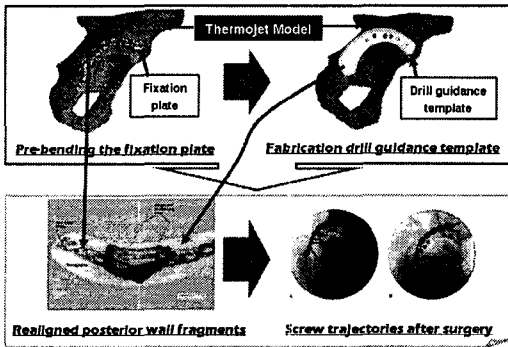 Thermojet Model
Fixation
plate
Drill guidance
template
Pre-bending the fixation plate
Fabrication drill guidance template
Realigned posterior wall fragments
Screw trajectories after surgery